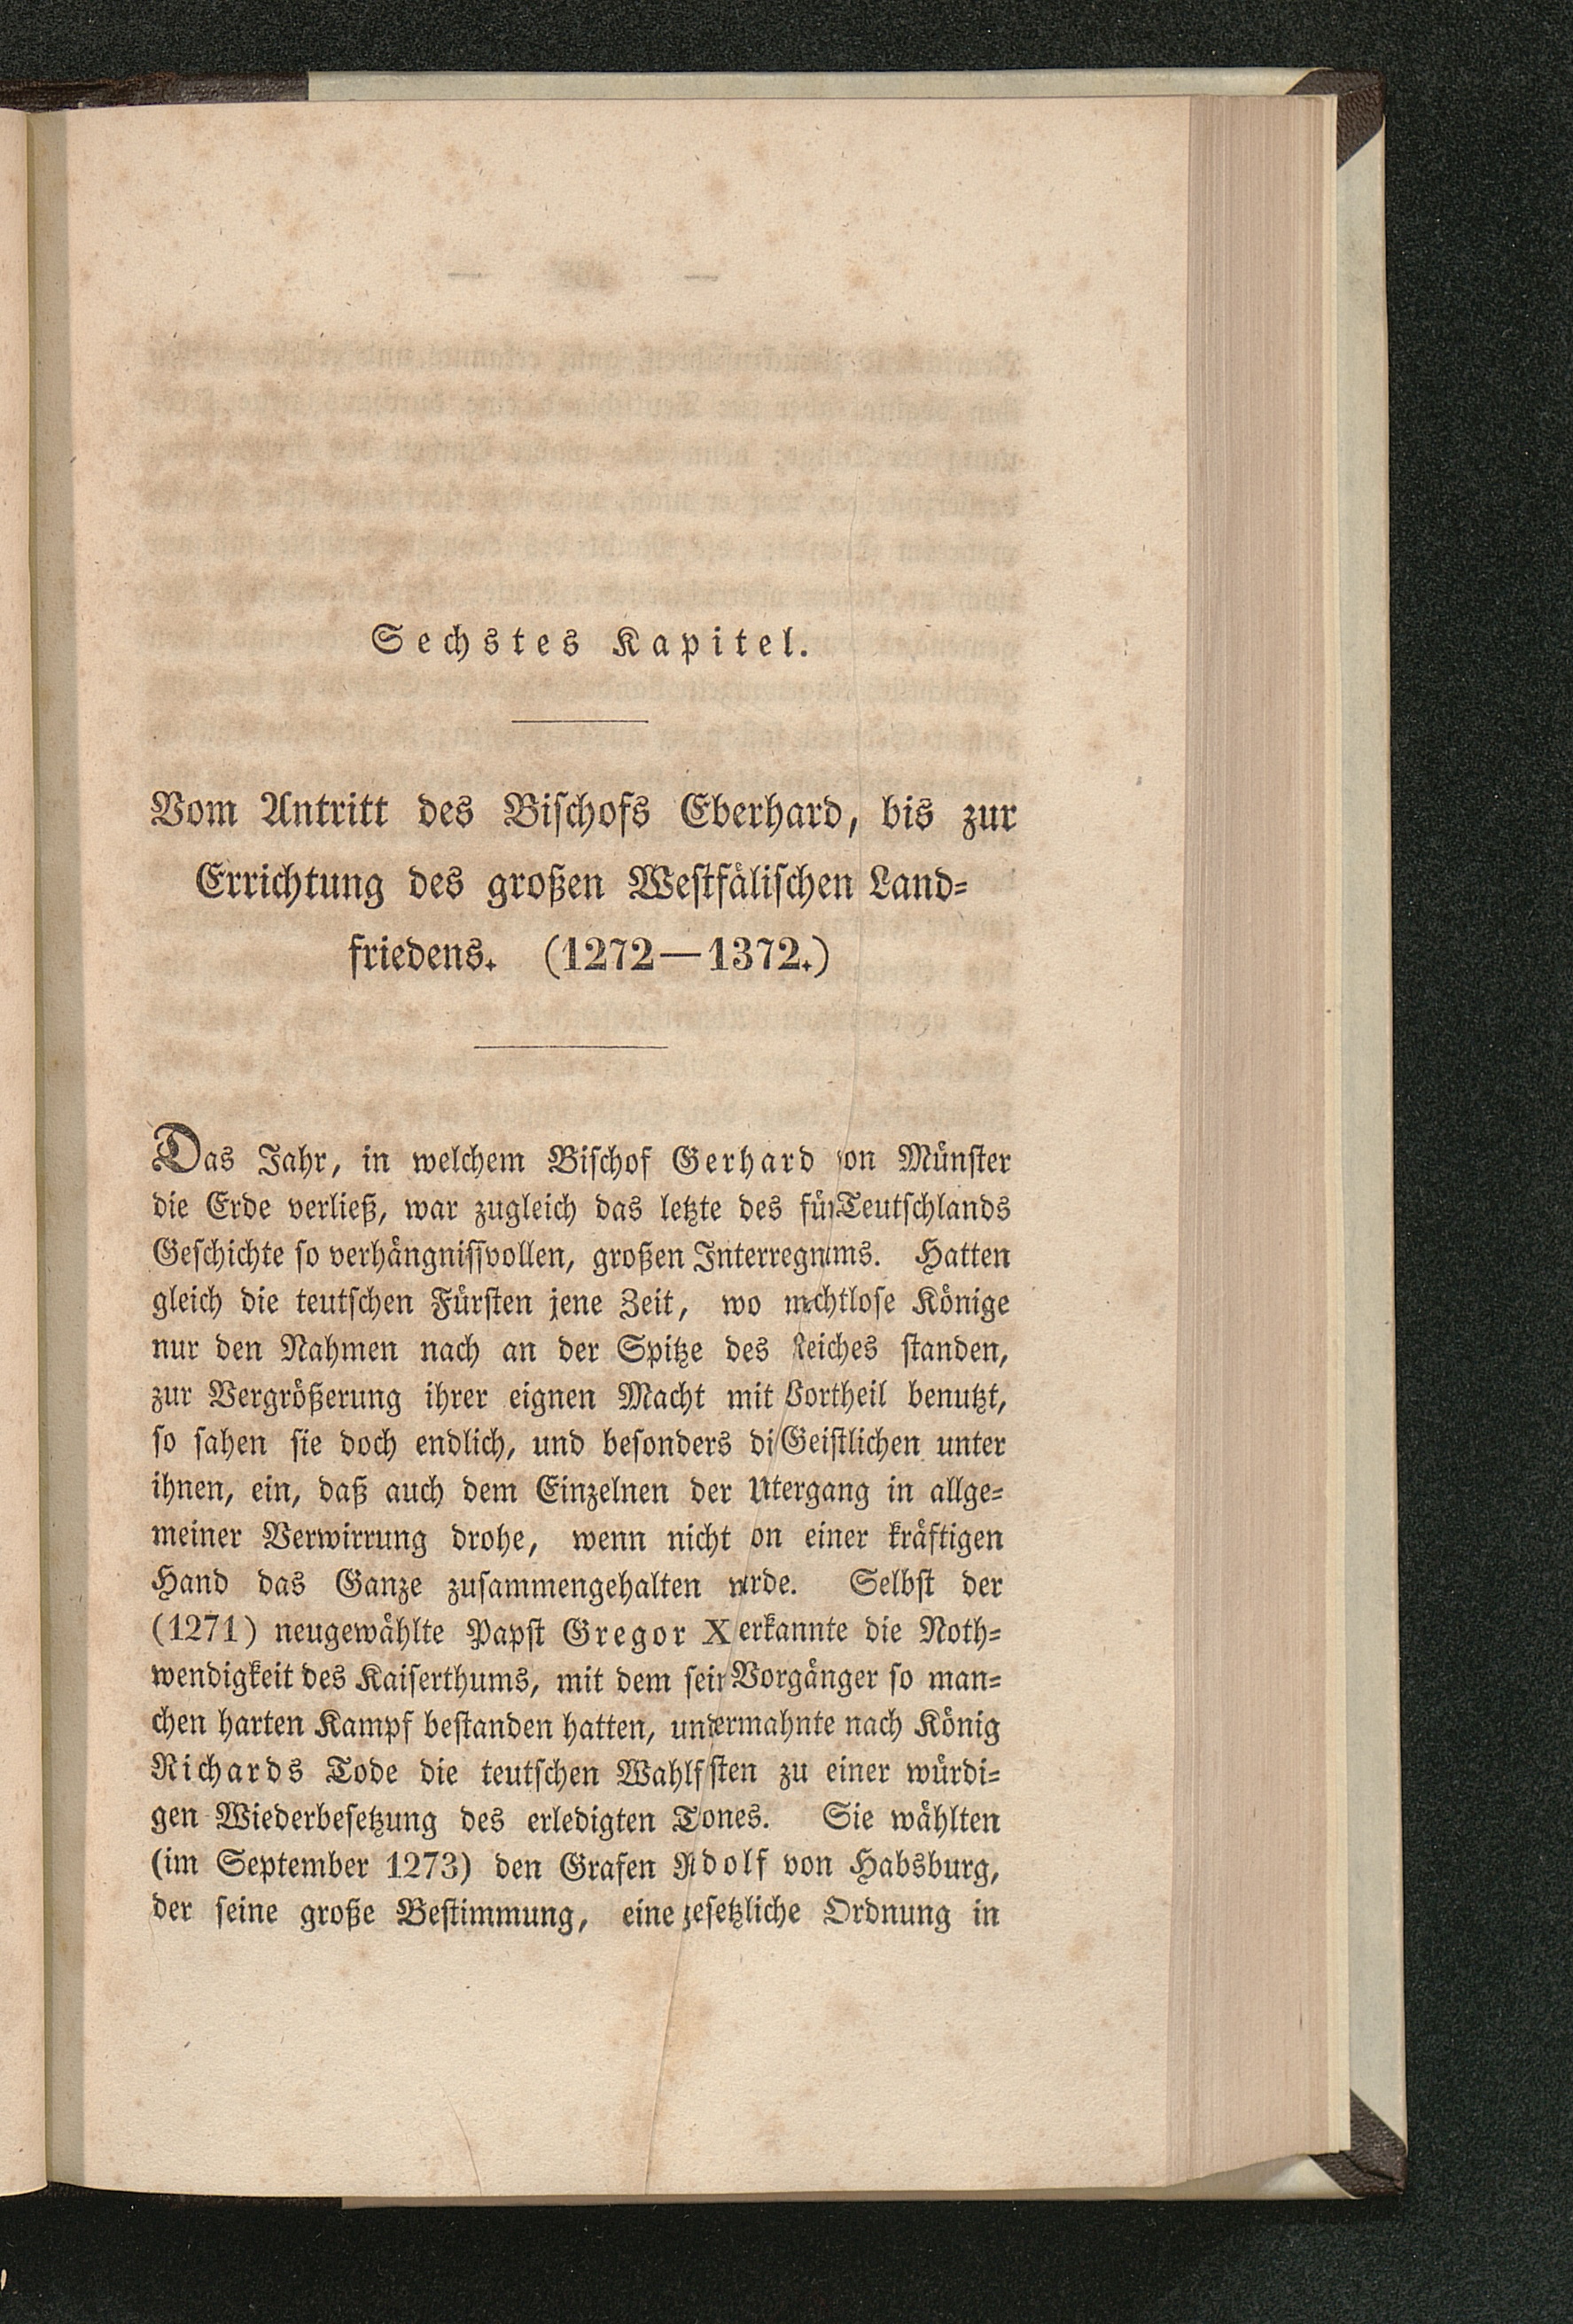 Sechstes Kapitel.
Vom Antritt des Bischofs Eberhard, bis zur
Errichtung des großen Westfälischen Land-
friedens. (1272—1372.)
Das Jahr, in welchem Bischof Gerhard von Münster
die Erde verließ, war zugleich das letzte des für Teutschlands
Geschichte so verhängnissvollen, großen Interregnums. Hatten
gleich die teutschen Fürsten jene Zeit, wo machtlose Könige
nur den Nahmen nach an der Spitze des Reiches standen,
zur Vergrößerung ihrer eignen Macht mit Vortheil benutzt,
so sahen sie doch endlich, und besonders die Geistlichen unter
ihnen, ein, daß auch dem Einzelnen der Untergang in allge-
meiner Verwirrung drohe, wenn nicht von einer kräftigen
Hand das Ganze zusammengehalten würde. Selbst der
(1271) neugewählte Papst Gregor X erkannte die Noth-
wendigkeit des Kaiserthums, mit dem seine Vorgänger so man-
chen harten Kampf bestanden hatten, und ermahnte nach König
Richards Tode die teutschen Wahlfürsten zu einer würdi-
gen Wiederbesetzung des erledigten Trones. Sie wählten
(im September 1273) den Grafen Rudolf von Habsburg,
der seine große Bestimmung, eine gesetzliche Ordnung in